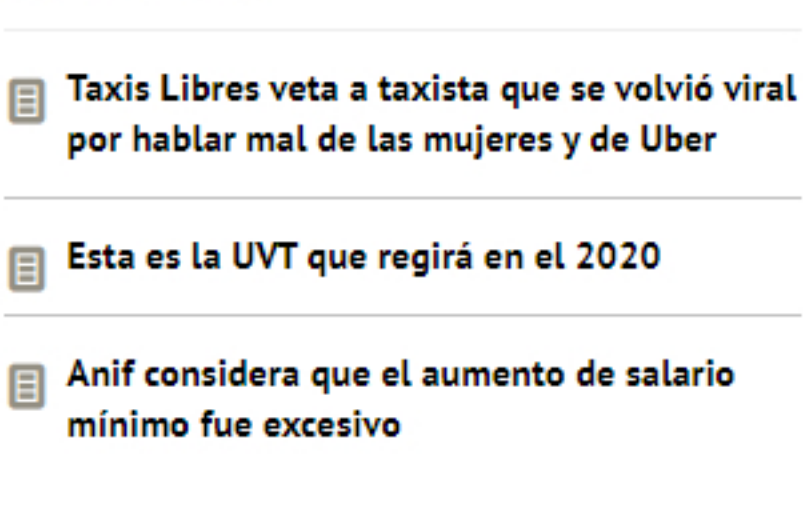 Taxis Libres veta a taxista que se volvió viral
por hablar mal de las mujeres y de Uber
Esta es la UVT que regirá en el 2020
Anif considera que el aumento de salario
mínimo fue excesivo